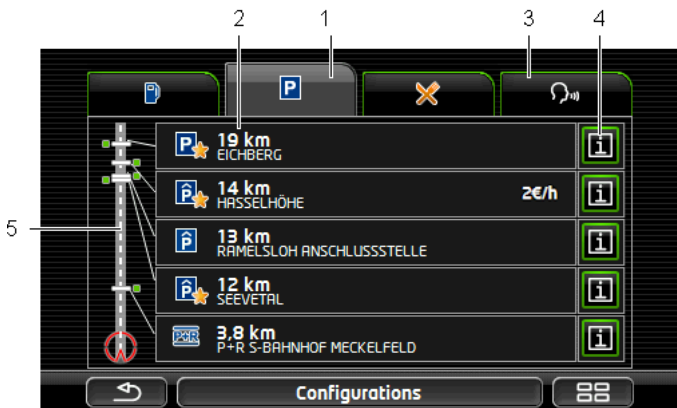 2
1
3
4
P
P 19 km
EICHBERG
i
P 14 km
HASSELHÖHE
2€/h
i
5
P 13 km
RAMELSLOH ANSCHLUSSSTELLE
i
P 12 km
SEEVETAL
i
P+R 3,8 km
P+R S-BAHNHOF MECKELFELD
i
Configurations